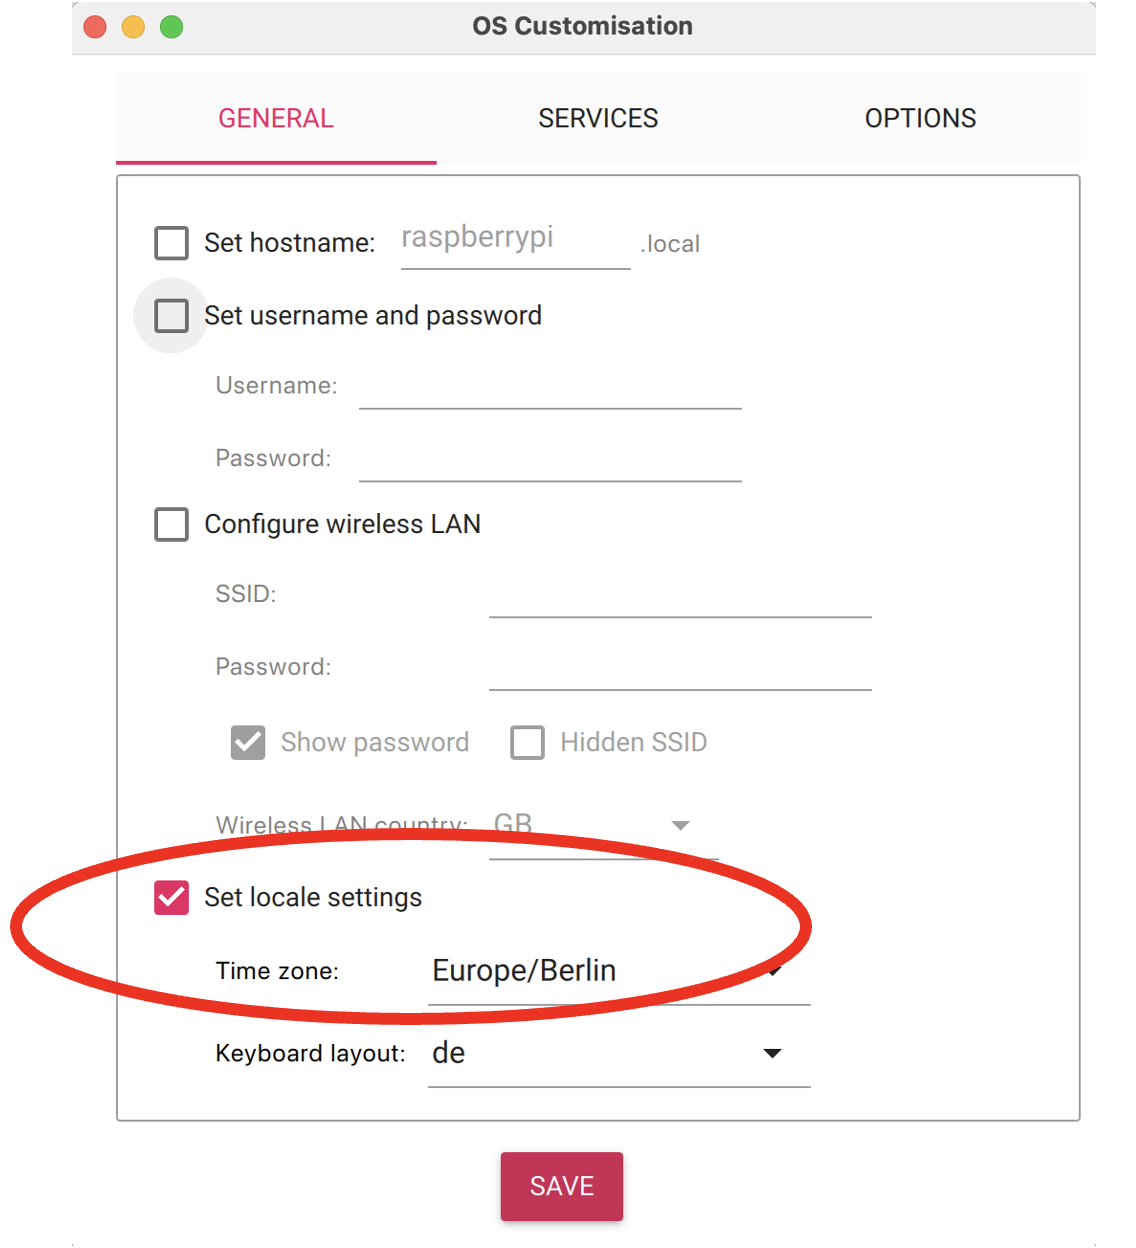 OS Customisation
GENERAL SERVICES OPTIONS
Set hostname: raspberrypi .local
Set username and password
Username:
Password:
Configure wireless LAN
SSID:
Password:
Show password Hidden SSID
Wireless LAN country: GB
Set locale settings
Time zone: Europe/Berlin
Keyboard layout: de
SAVE